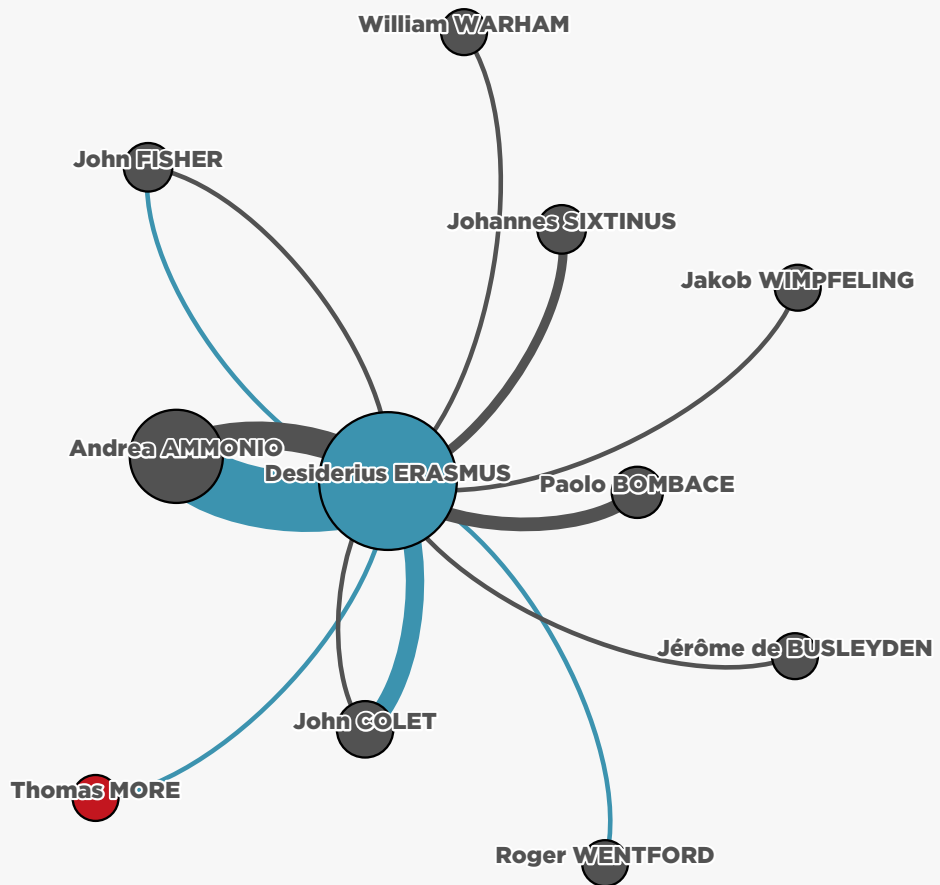 William WARHAM
John FISHER
Johannes SIXTINUS
Jakob WIMPFELING
Andrea AMMONIO
Desiderius ERASMUS
Paolo BOMBACE
Jérôme de BUSLEYDEN
John COLET
Thomas MORE
Roger WENTFORD